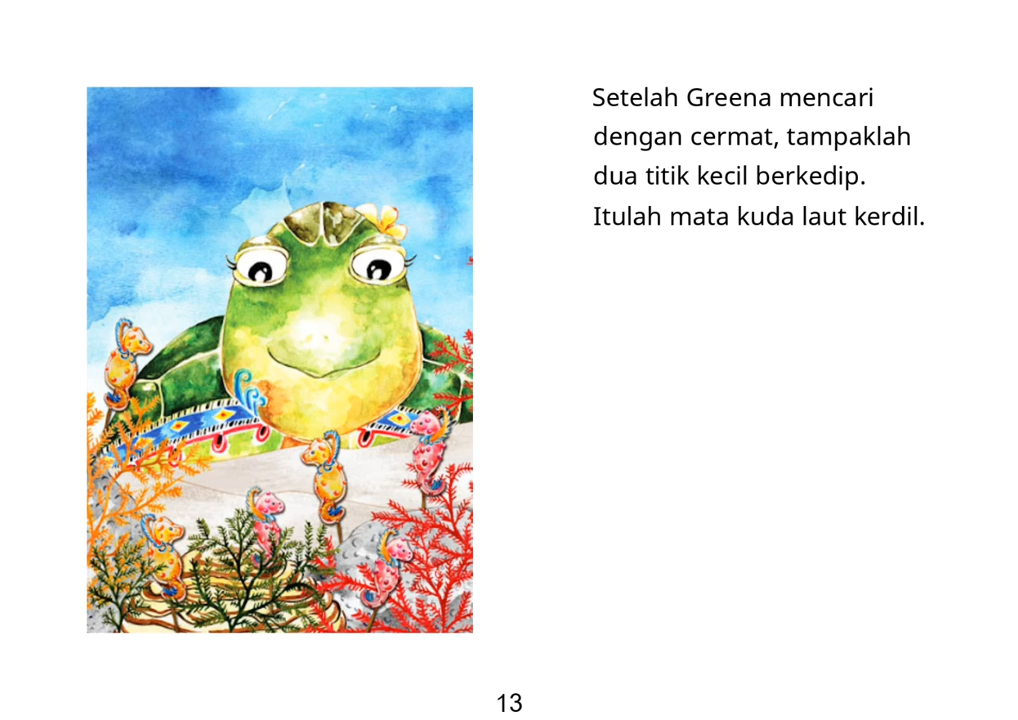 Setelah Greena mencari
dengan cermat, tampaklah
dua titik kecil berkedip.
Itulah mata kuda laut kerdil.
13